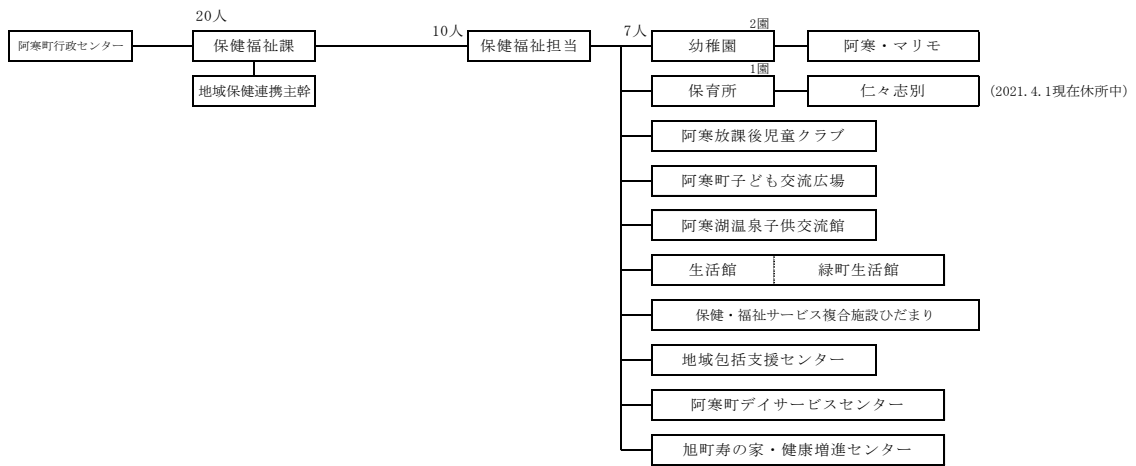 20人
10人
7人
2園
阿寒町行政センター
保健福祉課
保健福祉担当
幼稚園
阿寒・マリモ
地域保健連携主幹
1園
保育所
仁々志別
(2021.4.1現在休所中)
阿寒放課後児童クラブ
阿寒町子ども交流広場
阿寒湖温泉子供交流館
生活館
緑町生活館
保健・福祉サービス複合施設ひだまり
地域包括支援センター
阿寒町デイサービスセンター
旭町寿の家・健康増進センター